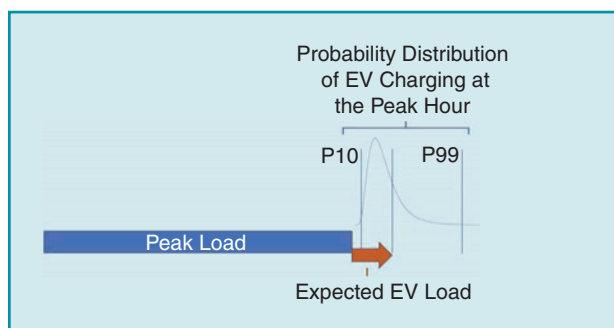 Probability Distribution
of EV Charging at
the Peak Hour
P10 P99
Peak Load
Expected EV Load